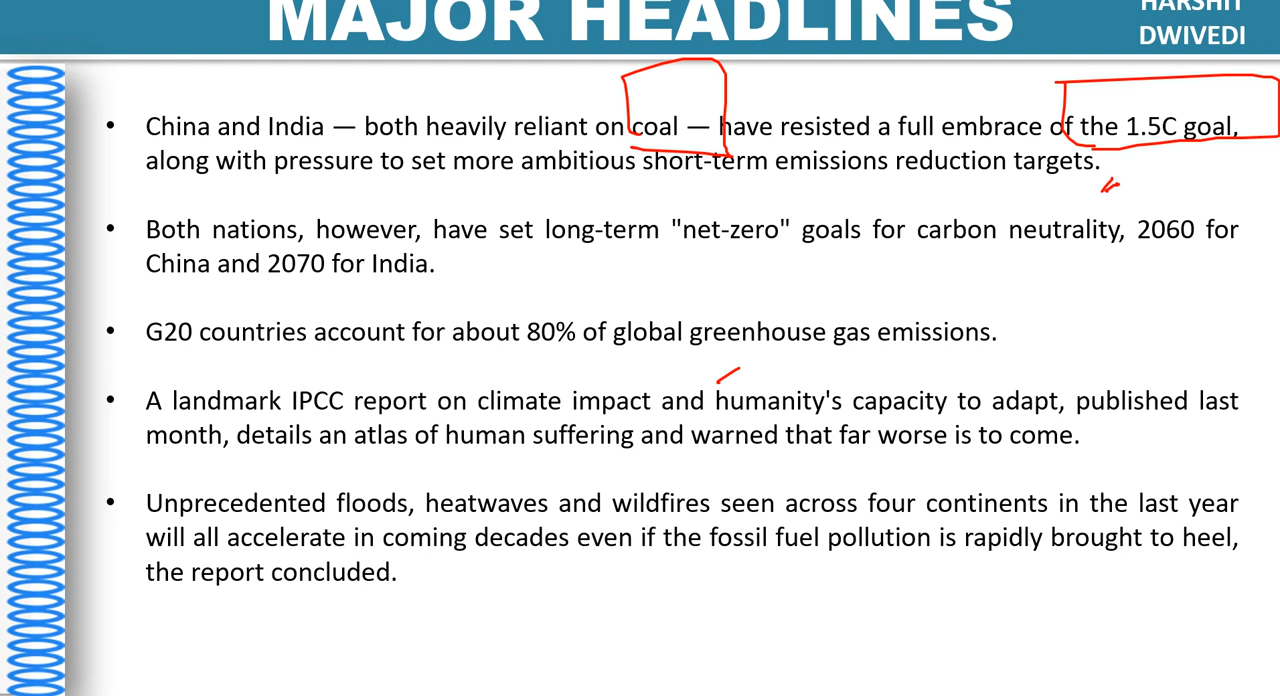 MAJOR HEADLINES
HARSHIT
DWIVEDI
• China and India — both heavily reliant on coal — have resisted a full embrace of the 1.5C goal,
along with pressure to set more ambitious short-term emissions reduction targets.
• Both nations, however, have set long-term "net-zero" goals for carbon neutrality, 2060 for
China and 2070 for India.
• G20 countries account for about 80% of global greenhouse gas emissions.
• A landmark IPCC report on climate impact and humanity's capacity to adapt, published last
month, details an atlas of human suffering and warned that far worse is to come.
• Unprecedented floods, heatwaves and wildfires seen across four continents in the last year
will all accelerate in coming decades even if the fossil fuel pollution is rapidly brought to heel,
the report concluded.